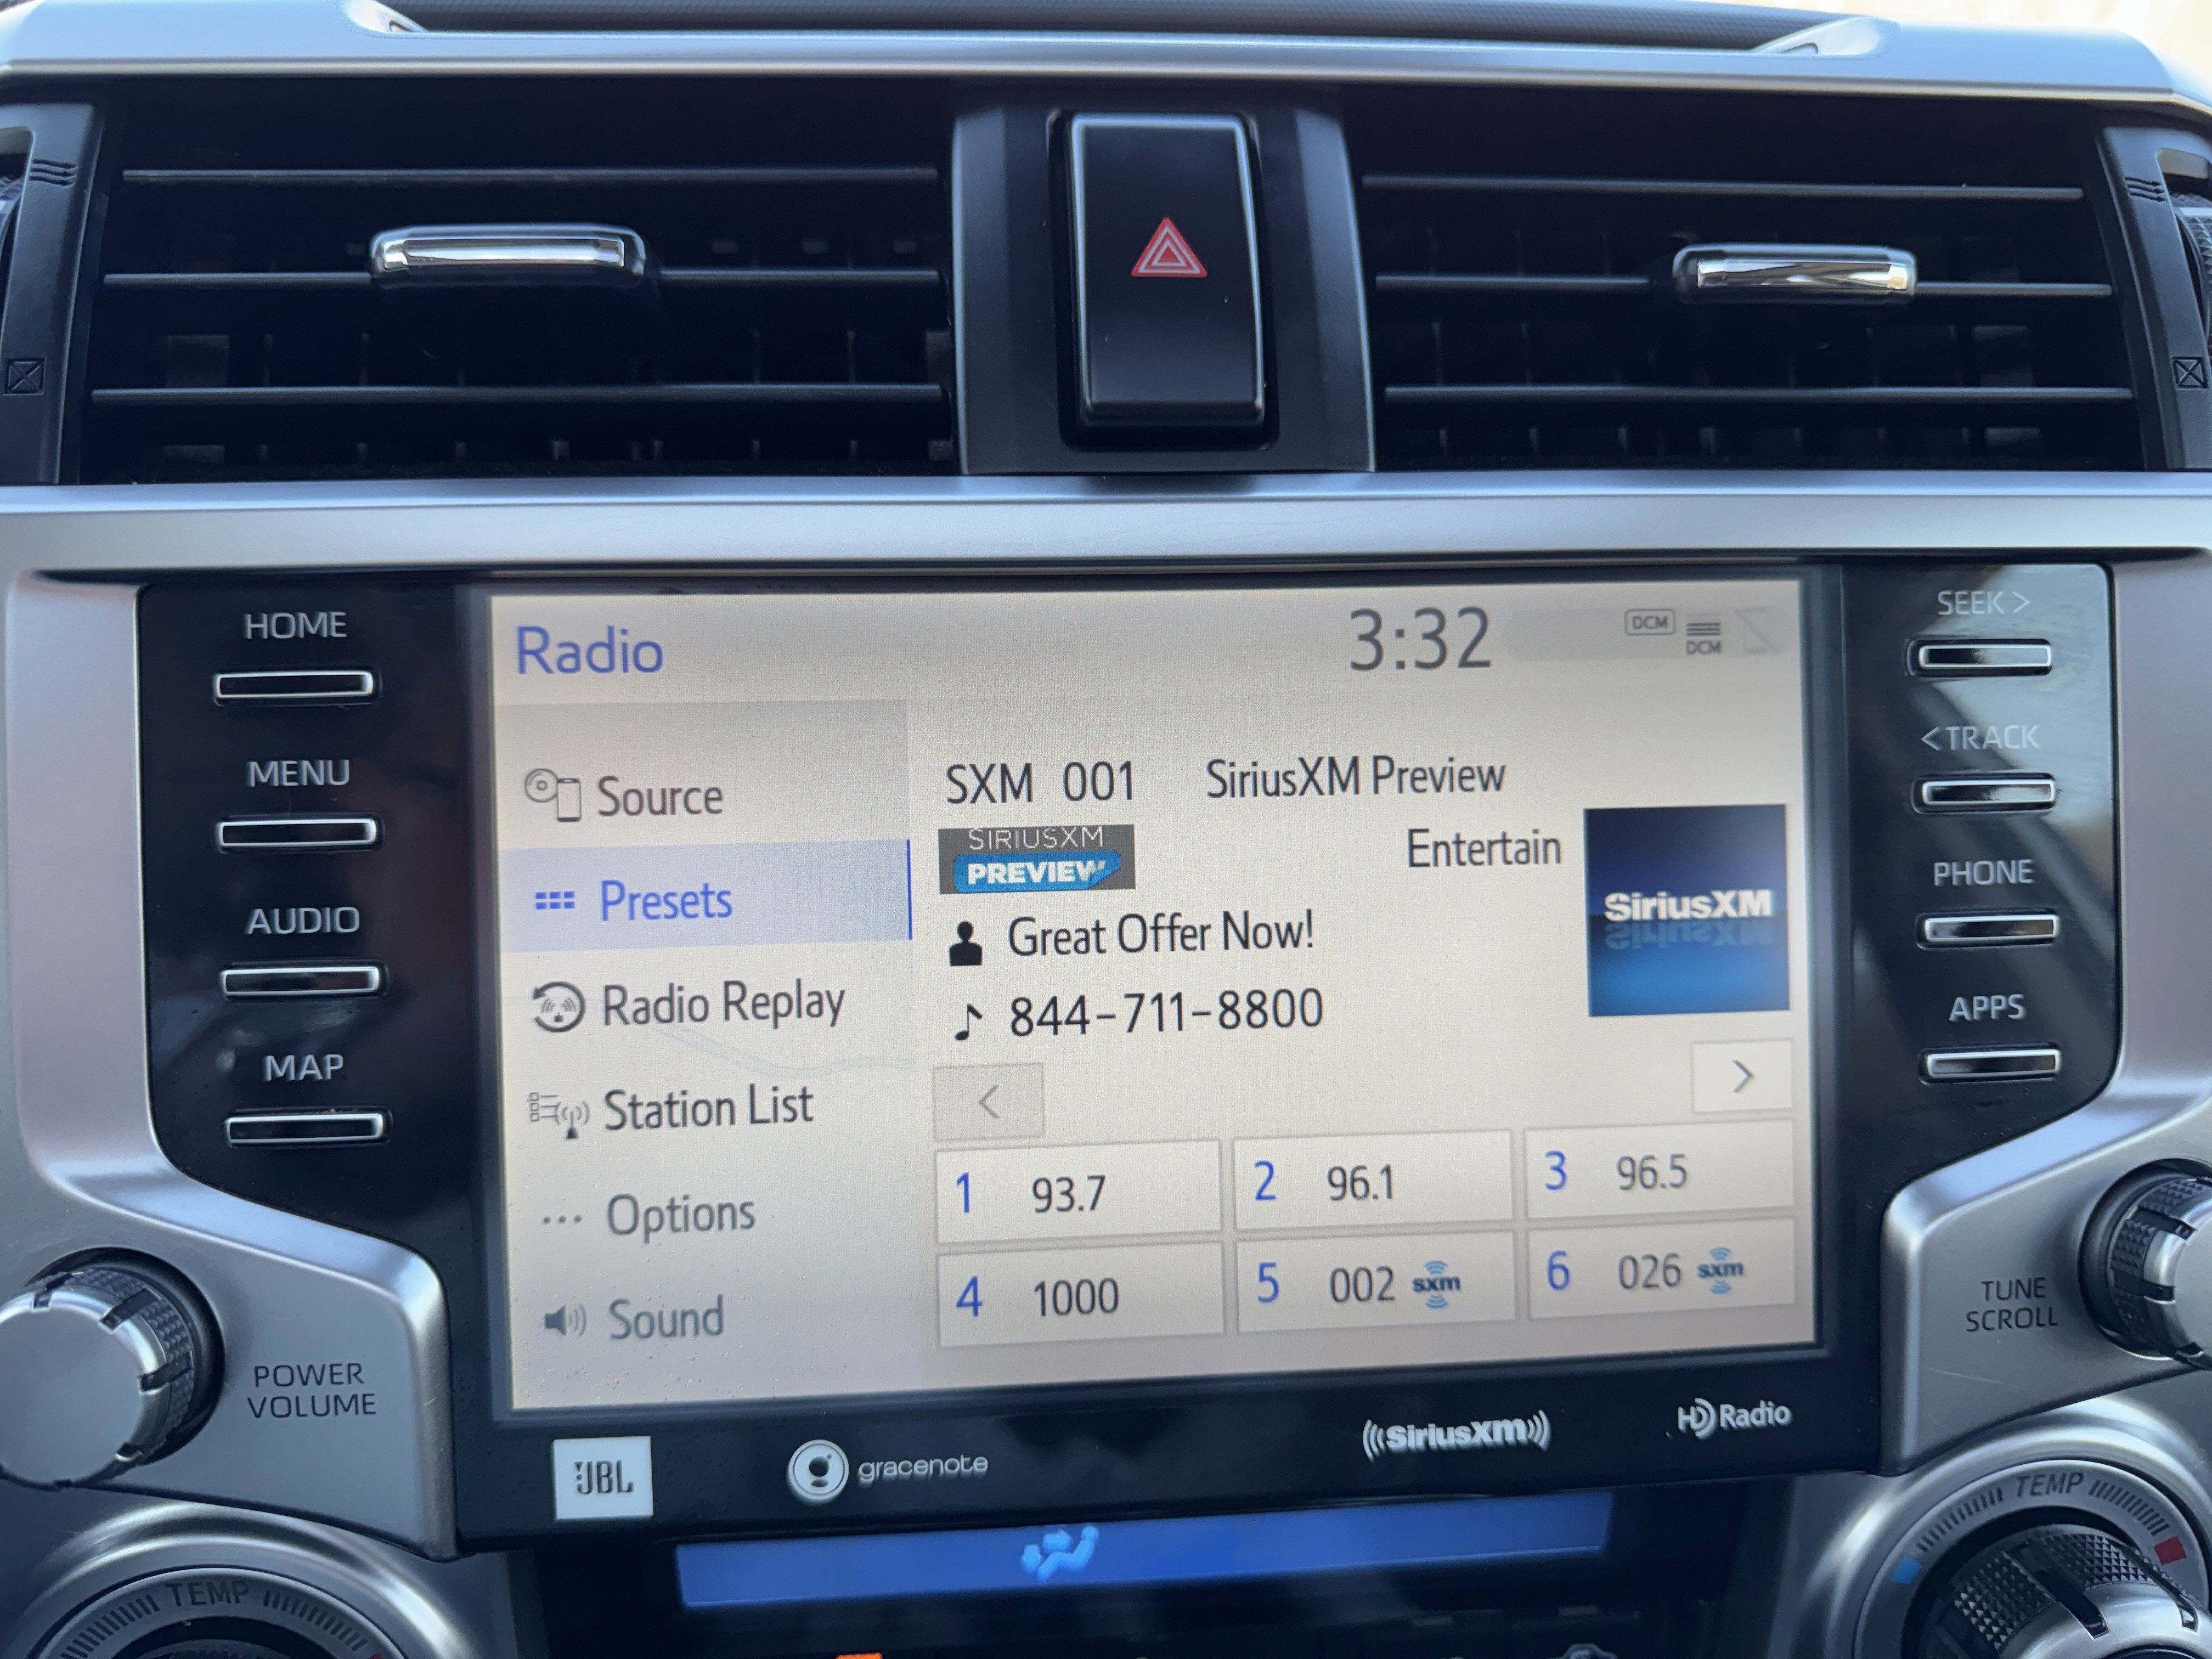 HOME
MENU
AUDIO
MAP
POWER
VOLUME
Radio
3:32
DCM
DCM
Source
Presets
Radio Replay
Station List
... Options
Sound
SXM 001 SiriusXM Preview
SIRIUSXM
PREVIEW
Entertain
SiriusXM
Great Offer Now!
844-711-8800
<
>
1 93.7
2 96.1
3 96.5
4 1000
5 002 sxm
6 026 sxm
SEEK >
< TRACK
PHONE
APPS
TUNE
SCROLL
JBL
gracenote
((SiriusXM))
HD Radio
TEMP
TEMP